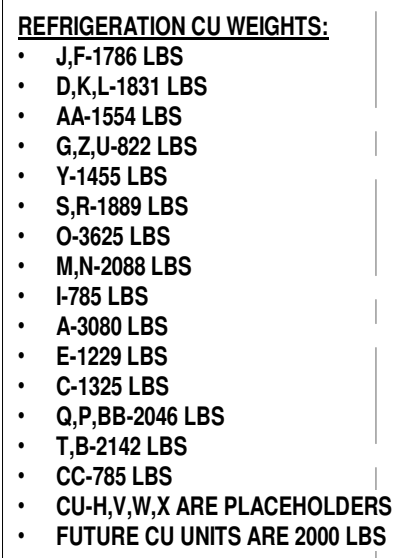 REFRIGERATION CU WEIGHTS:
• J,F-1786 LBS
• D,K,L-1831 LBS
• AA-1554 LBS
• G,Z,U-822 LBS
• Y-1455 LBS
• S,R-1889 LBS
• O-3625 LBS
• M,N-2088 LBS
• I-785 LBS
• A-3080 LBS
• E-1229 LBS
• C-1325 LBS
• Q,P,BB-2046 LBS
• T,B-2142 LBS
• CC-785 LBS
• CU-H,V,W,X ARE PLACEHOLDERS
• FUTURE CU UNITS ARE 2000 LBS